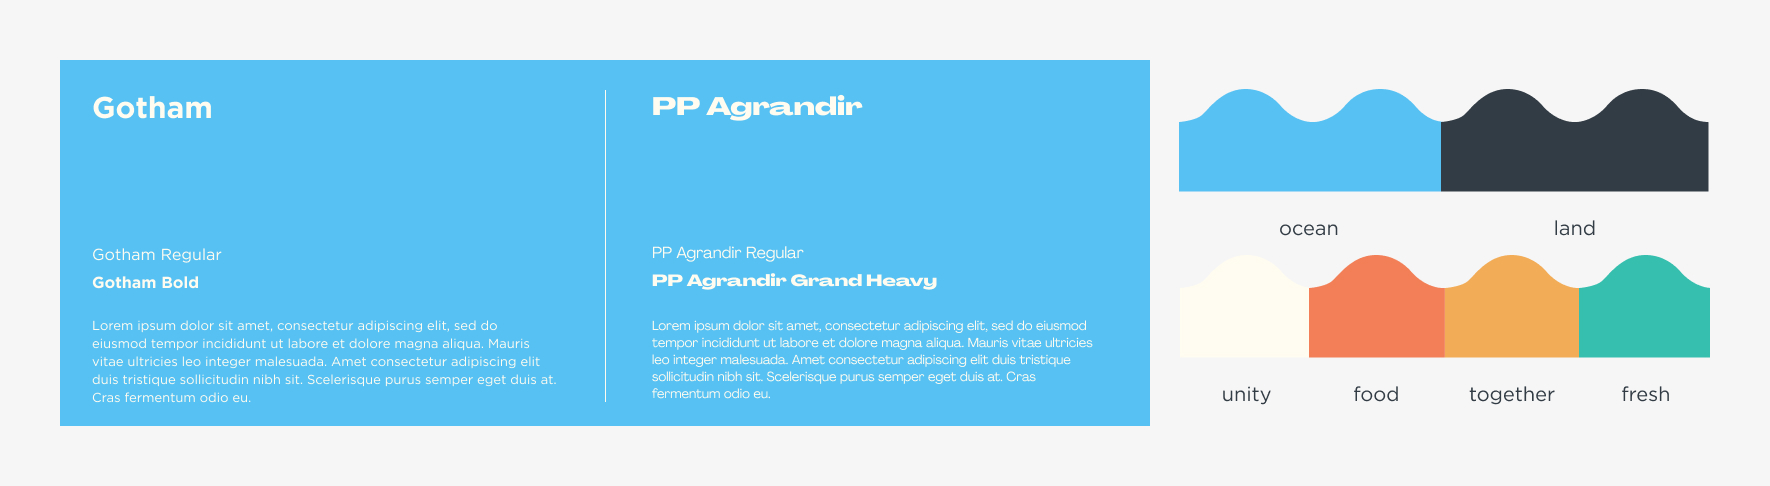 Gotham
Gotham Regular
Gotham Bold
Lorem ipsum dolor sit amet, consectetur adipiscing elit, sed do
eiusmod tempor incididunt ut labore et dolore magna aliqua. Mauris
vitae ultricies leo integer malesuada. Amet consectetur adipiscing elit
duis tristique sollicitudin nibh sit. Scelerisque purus semper eget duis at.
Cras fermentum odio eu.
PP Agrandir
PP Agrandir Regular
PP Agrandir Grand Heavy
Lorem ipsum dolor sit amet, consectetur adipiscing elit, sed do eiusmod
tempor incididunt ut labore et dolore magna aliqua. Mauris vitae ultricies
leo integer malesuada. Amet consectetur adipiscing elit duis tristique
sollicitudin nibh sit. Scelerisque purus semper eget duis at. Cras
fermentum odio eu.
ocean
land
unity
food
together
fresh